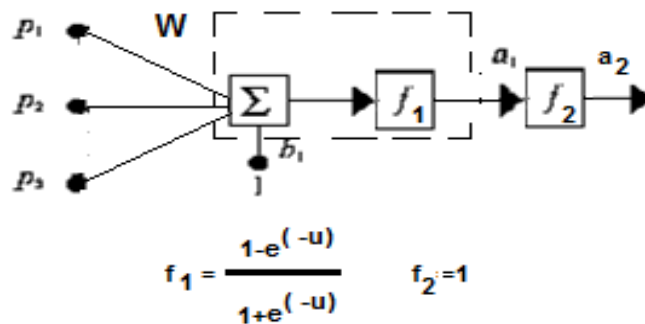 p₁
W
p₂
Σ
f₁
a₁
f₂
a₂
b₁
1
p₃
f₁ = 1-e^(-u) / 1+e^(-u)
f₂=1